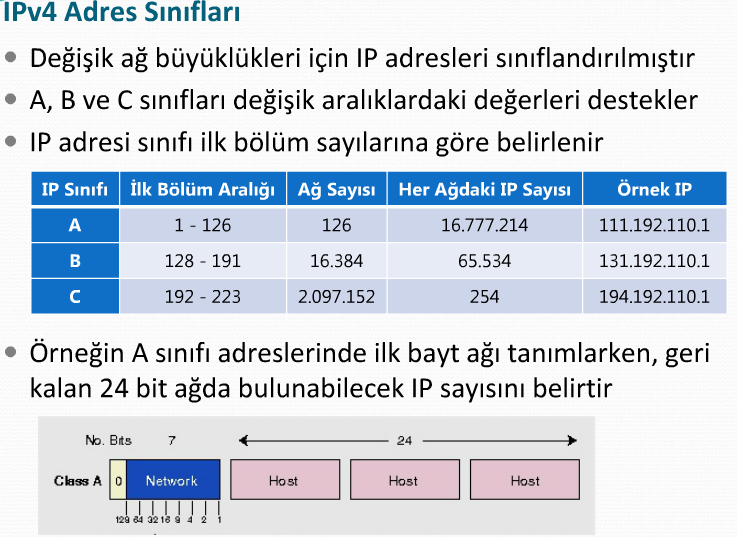 IPv4 Adres Sınıfları
Değişik ağ büyüklükleri için IP adresleri sınıflandırılmıştır
A, B ve C sınıfları değişik aralıklardaki değerleri destekler
IP adresi sınıfı ilk bölüm sayılarına göre belirlenir
IP Sınıfı İlk Bölüm Aralığı Ağ Sayısı Her Ağdaki IP Sayısı Örnek IP
A 1 - 126 126 16.777.214 111.192.110.1
B 128 - 191 16.384 65.534 131.192.110.1
C 192 - 223 2.097.152 254 194.192.110.1
Örneğin A sınıfı adreslerinde ilk bayt ağı tanımlarken, geri
kalan 24 bit ağda bulunabilecek IP sayısını belirtir
No. Bits 7 24
Class A 0 Network Host Host Host
128 64 32 16 8 4 2 1